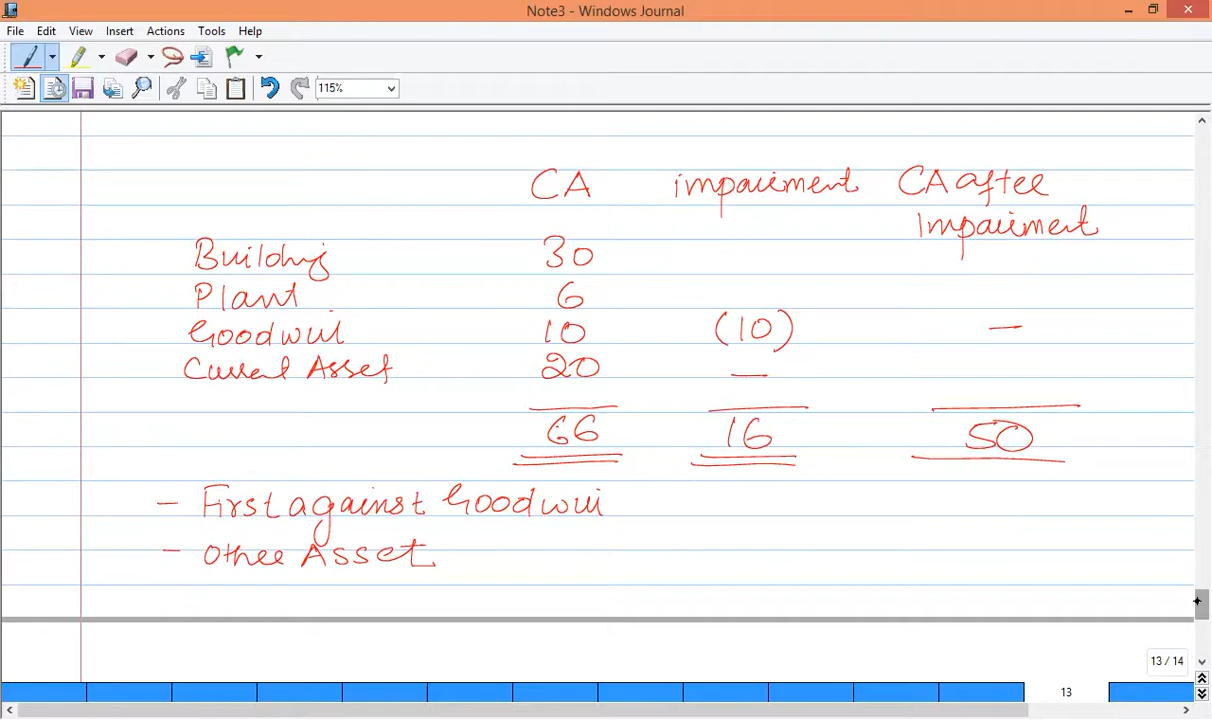 Note3 - Windows Journal
File Edit View Insert Actions Tools Help
115%
CA impairment CA after
Impairment
Building 30
Plant 6
Goodwill 10 (10) —
Current Asset 20 —
66 16 50
- First against Goodwill
- Other Asset
13 / 14
13